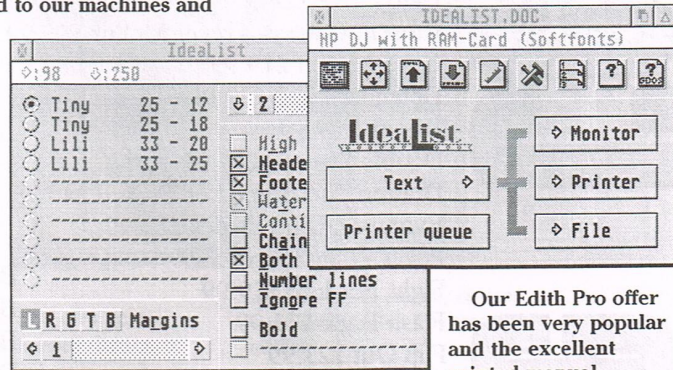 d to our machines and
IdeaList
:98 :250
Tiny 25 - 12
Tiny 25 - 18
Lili 33 - 20
Lili 33 - 25
L R G T B Margins
1
2
High
Heade
Foote
Water
Conti
Chain
Both
Number lines
Ignore FF
Bold
IDEALIST.DOC
HP DJ with RAM-Card (Softfonts)
?
?
GDOS
IdeaList
Text
Printer queue
Monitor
Printer
File
Our Edith Pro offer
has been very popular
and the excellent